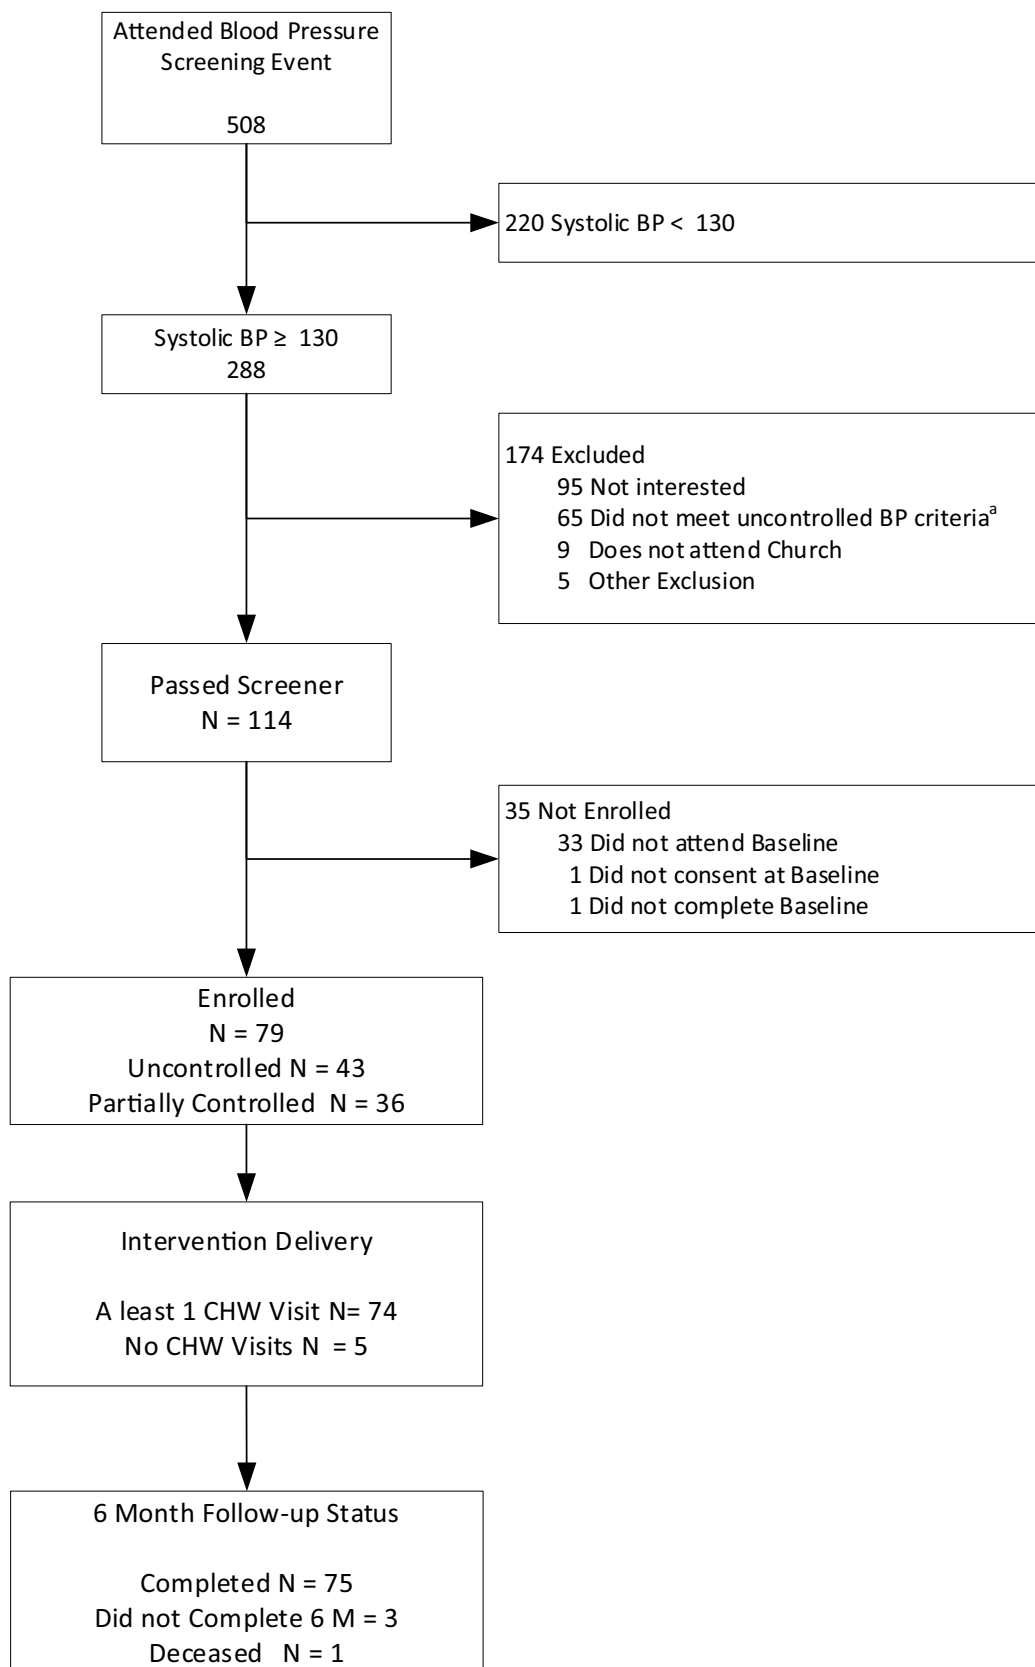 Attended Blood Pressure
Screening Event
508
220 Systolic BP < 130
Systolic BP ≥ 130
288
174 Excluded
95 Not interested
65 Did not meet uncontrolled BP criteriaᵃ
9 Does not attend Church
5 Other Exclusion
Passed Screener
N = 114
35 Not Enrolled
33 Did not attend Baseline
1 Did not consent at Baseline
1 Did not complete Baseline
Enrolled
N = 79
Uncontrolled N = 43
Partially Controlled N = 36
Intervention Delivery
A least 1 CHW Visit N= 74
No CHW Visits N = 5
6 Month Follow-up Status
Completed N = 75
Did not Complete 6 M = 3
Deceased N = 1